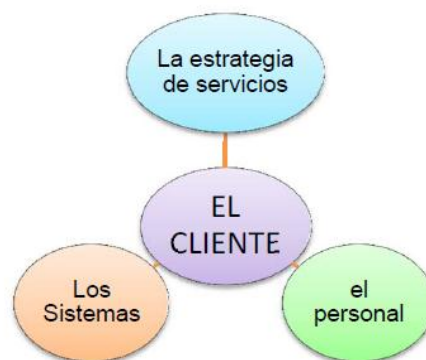 La estrategia
de servicios
EL
CLIENTE
Los
Sistemas
el
personal